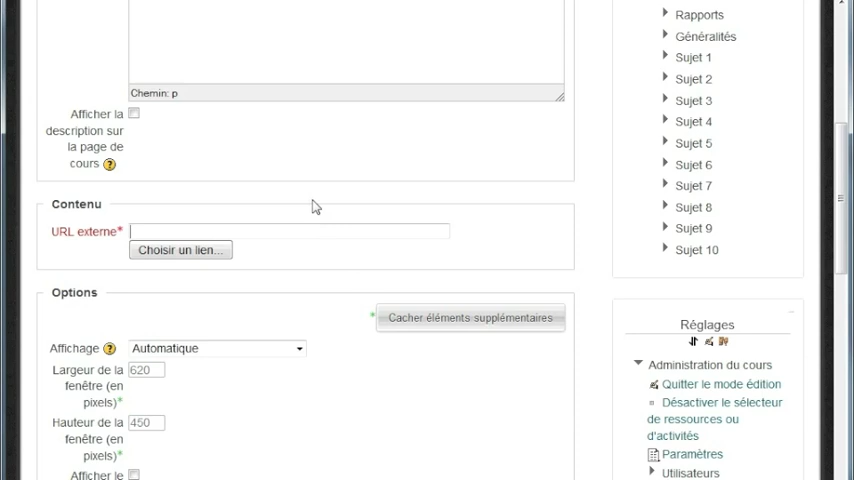 Chemin: p
Afficher la
description sur
la page de
cours
Contenu
URL externe*
Choisir un lien...
Options
* Cacher éléments supplémentaires
Affichage
Automatique
Largeur de la
fenêtre (en
pixels)*
620
Hauteur de la
fenêtre (en
pixels)*
450
Afficher le
Rapports
Généralités
Sujet 1
Sujet 2
Sujet 3
Sujet 4
Sujet 5
Sujet 6
Sujet 7
Sujet 8
Sujet 9
Sujet 10
Réglages
Administration du cours
Quitter le mode édition
Désactiver le sélecteur
de ressources ou
d'activités
Paramètres
Utilisateurs